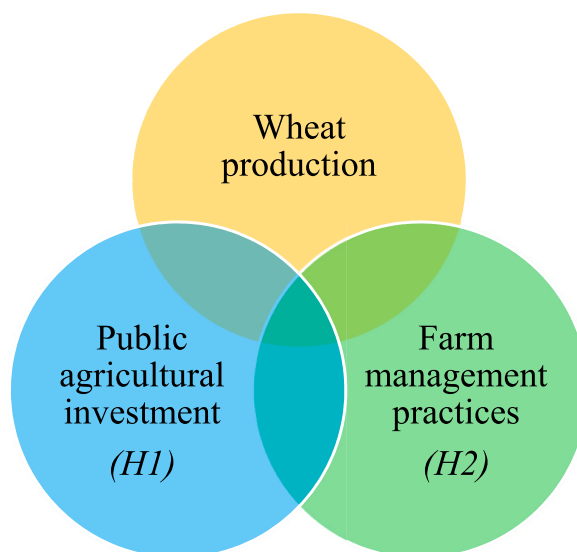 Wheat
production
Public
agricultural
investment
(H1)
Farm
management
practices
(H2)